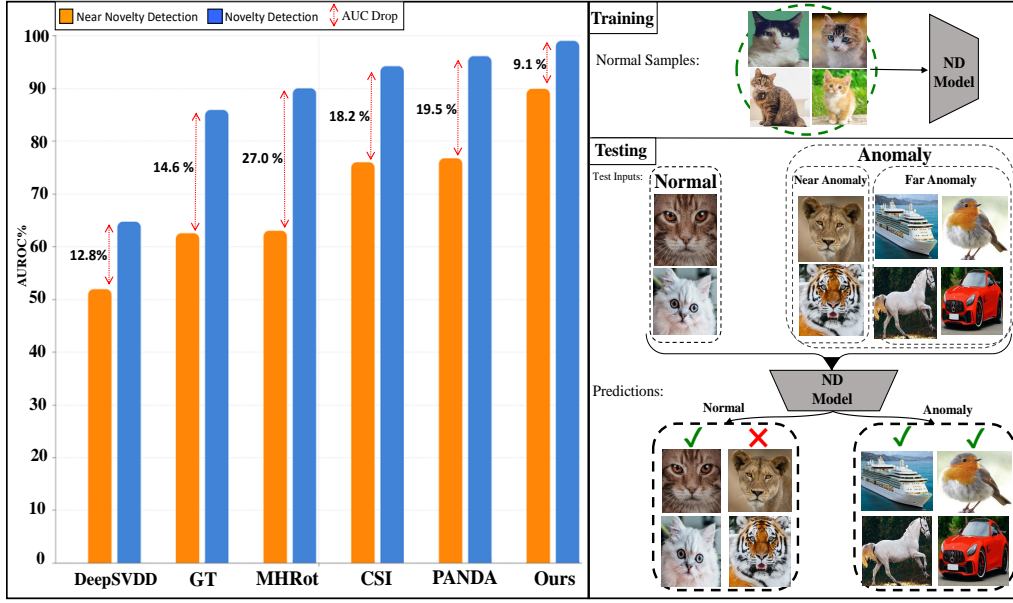 Near Novelty Detection
Novelty Detection
AUC Drop
AUROC%
100
90
80
70
60
50
40
30
20
10
0
12.8%
14.6 %
27.0 %
18.2 %
19.5 %
9.1 %
DeepSVDD
GT
MHRot
CSI
PANDA
Ours
Training
Normal Samples:
ND
Model
Testing
Test Inputs:
Normal
Anomaly
Near Anomaly
Far Anomaly
ND
Model
Predictions:
Normal
Anomaly